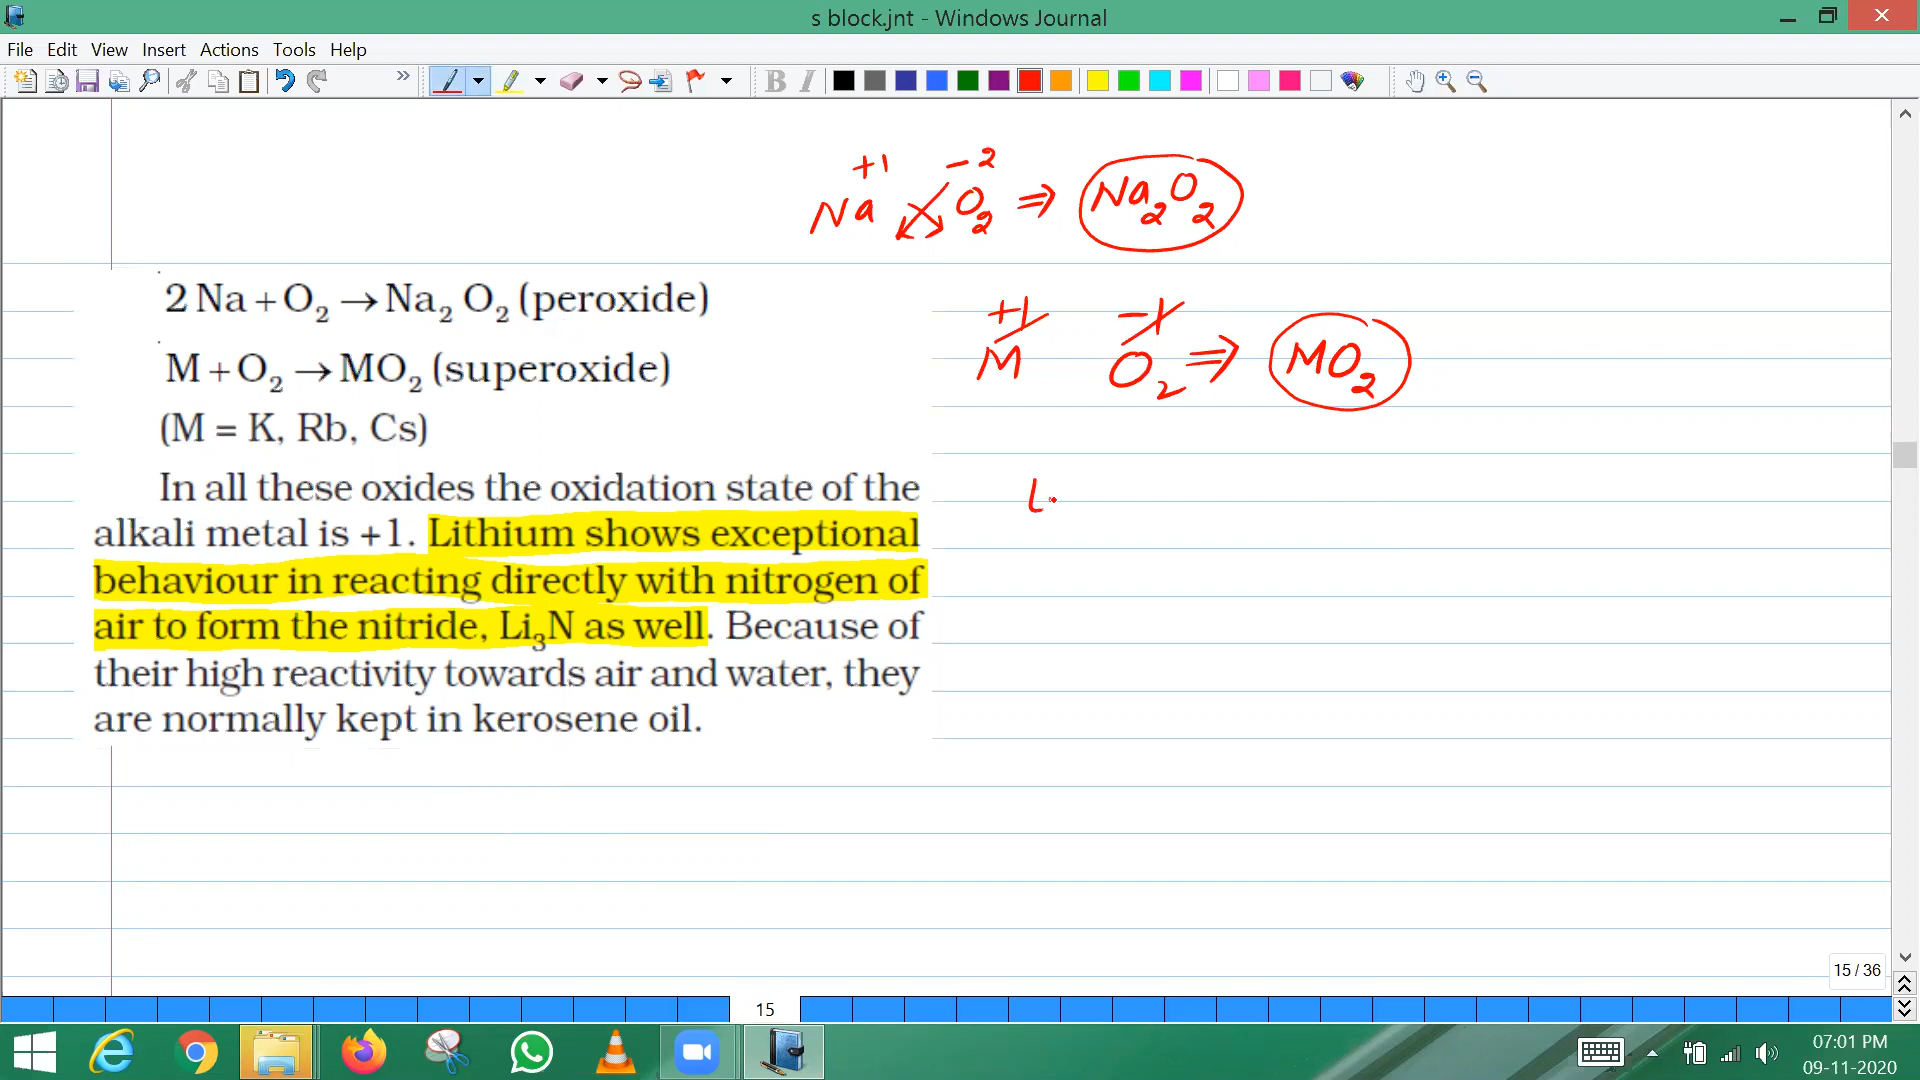 s block.jnt - Windows Journal
File Edit View Insert Actions Tools Help
B I
+1 -2
Na O2 ⇒ Na2O2
2 Na + O2 → Na2 O2 (peroxide)
M + O2 → MO2 (superoxide)
(M = K, Rb, Cs)
+1 -1
M O2 ⇒ MO2
In all these oxides the oxidation state of the
alkali metal is +1. Lithium shows exceptional
behaviour in reacting directly with nitrogen of
air to form the nitride, Li3N as well. Because of
their high reactivity towards air and water, they
are normally kept in kerosene oil.
L
15 / 36
15
07:01 PM
09-11-2020